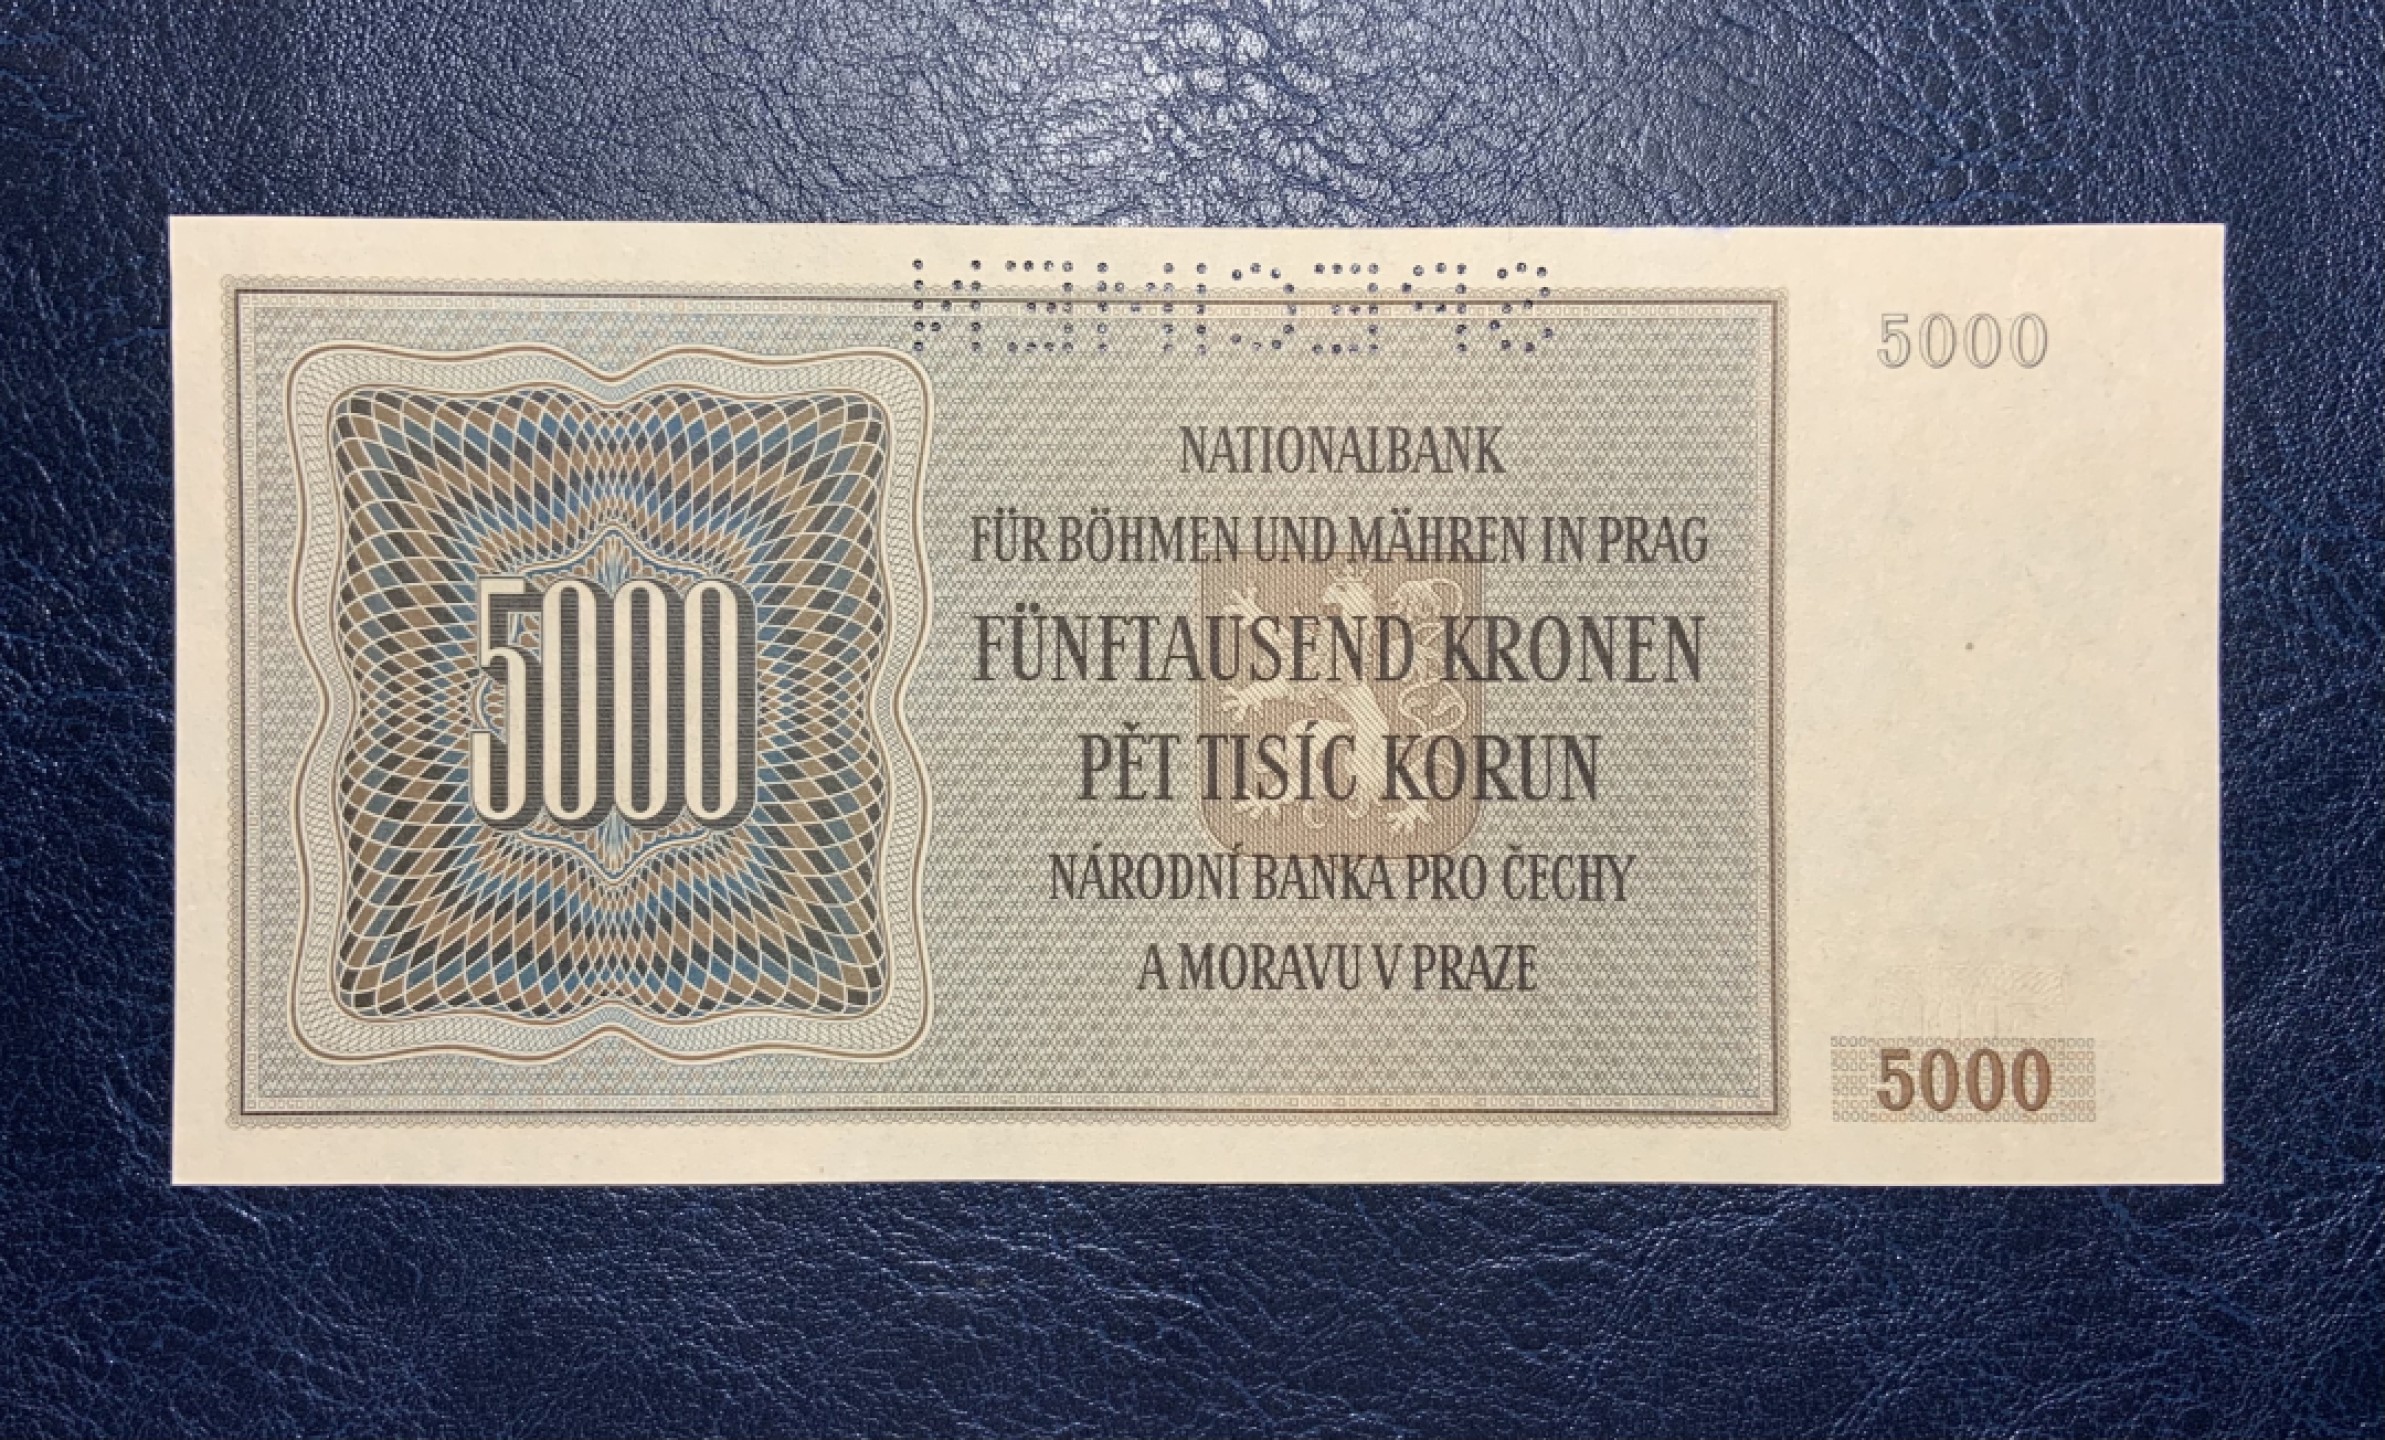 SPECIMEN
5000
NATIONALBANK
FÜR BÖHMEN UND MÄHREN IN PRAG
FÜNFTAUSEND KRONEN
5000
PĚT TISÍC KORUN
NÁRODNÍ BANKA PRO ČECHY
A MORAVU V PRAZE
5000